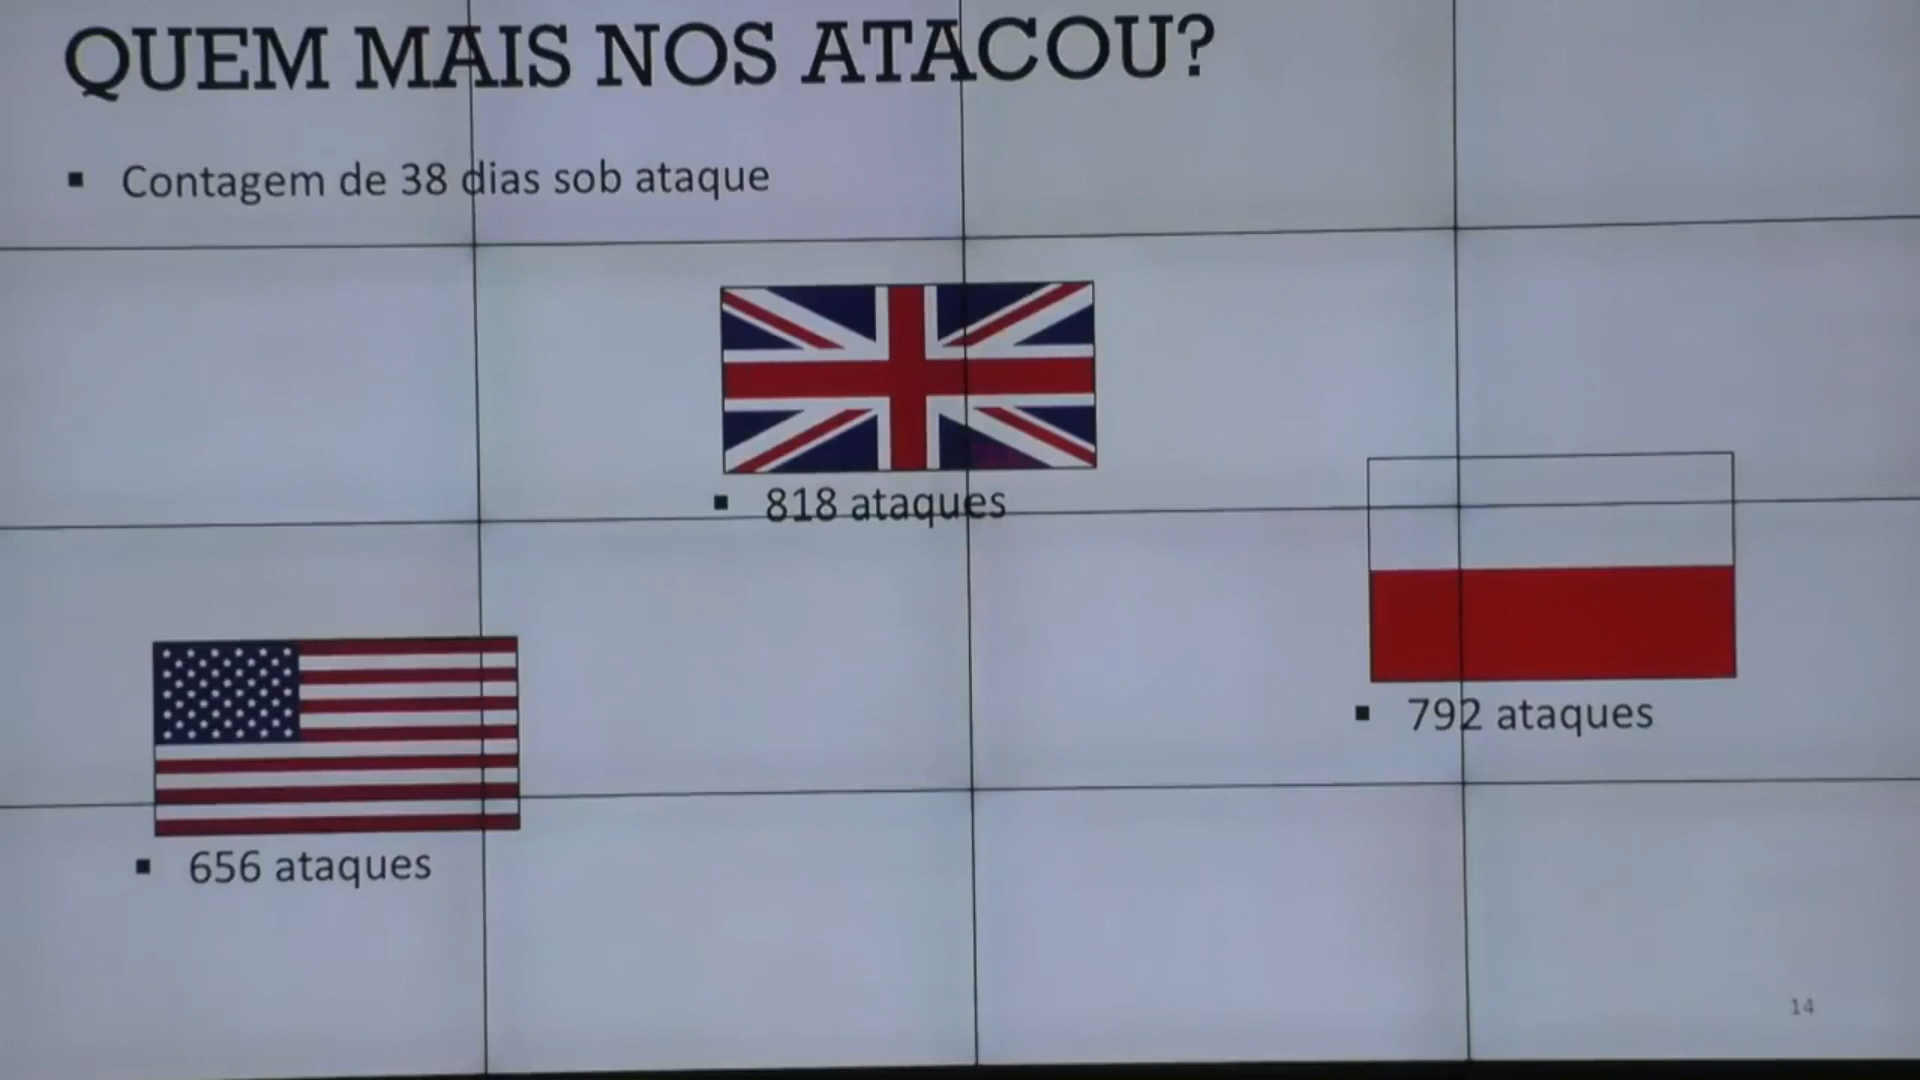 QUEM MAIS NOS ATACOU?
▪ Contagem de 38 dias sob ataque
▪ 818 ataques
▪ 792 ataques
▪ 656 ataques
14